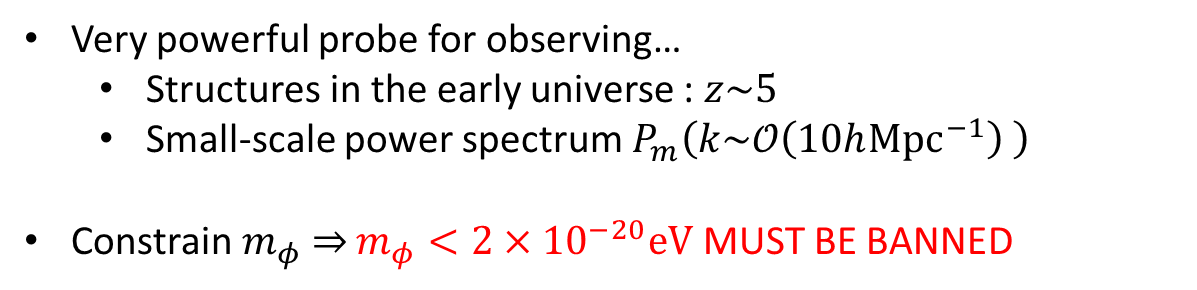 • Very powerful probe for observing…
• Structures in the early universe : z~5
• Small-scale power spectrum Pₘ(k~𝒪(10hMpc⁻¹) )
• Constrain m_ϕ ⇒ m_ϕ < 2 × 10⁻²⁰eV MUST BE BANNED